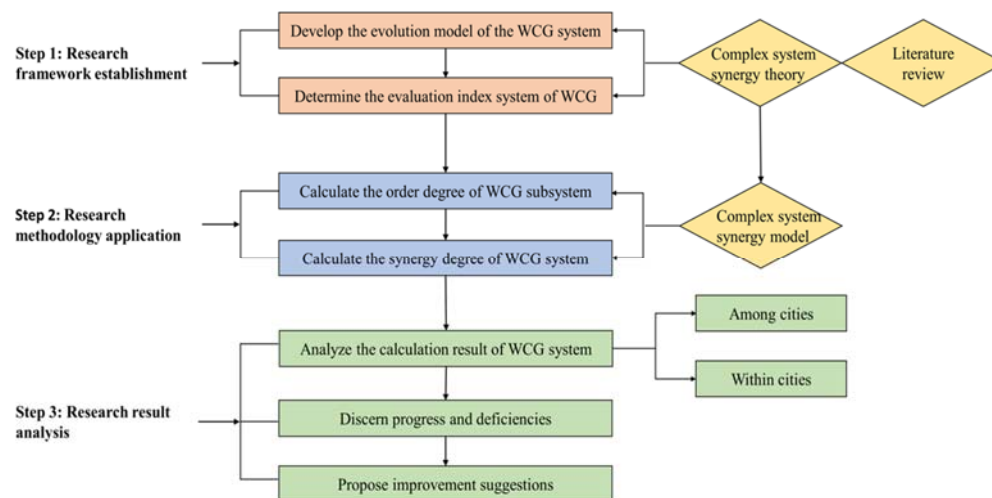 Step 1: Research
framework establishment
Develop the evolution model of the WCG system
Determine the evaluation index system of WCG
Complex system
synergy theory
Literature
review
Step 2: Research
methodology application
Calculate the order degree of WCG subsystem
Calculate the synergy degree of WCG system
Complex system
synergy model
Step 3: Research result
analysis
Analyze the calculation result of WCG system
Among cities
Within cities
Discern progress and deficiencies
Propose improvement suggestions